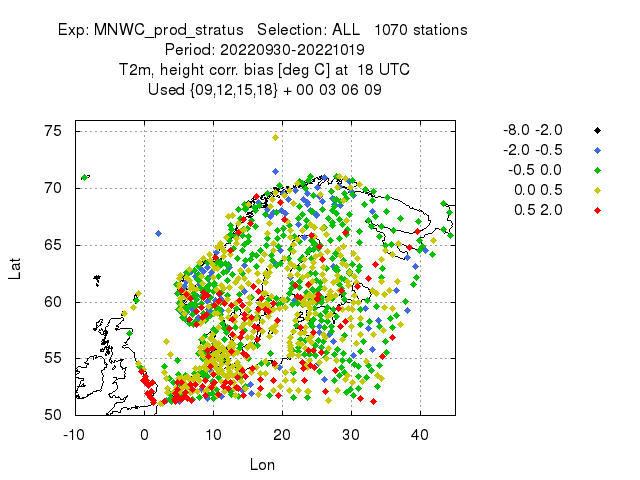 Exp: MNWC_prod_stratus   Selection: ALL   1070 stations
Period: 20220930-20221019
T2m, height corr. bias [deg C] at  18 UTC
Used {09,12,15,18} + 00 03 06 09
75
70
65
60
55
50
Lat
-10
0
10
20
30
40
Lon
-8.0 -2.0
-2.0 -0.5
-0.5 0.0
0.0 0.5
0.5 2.0